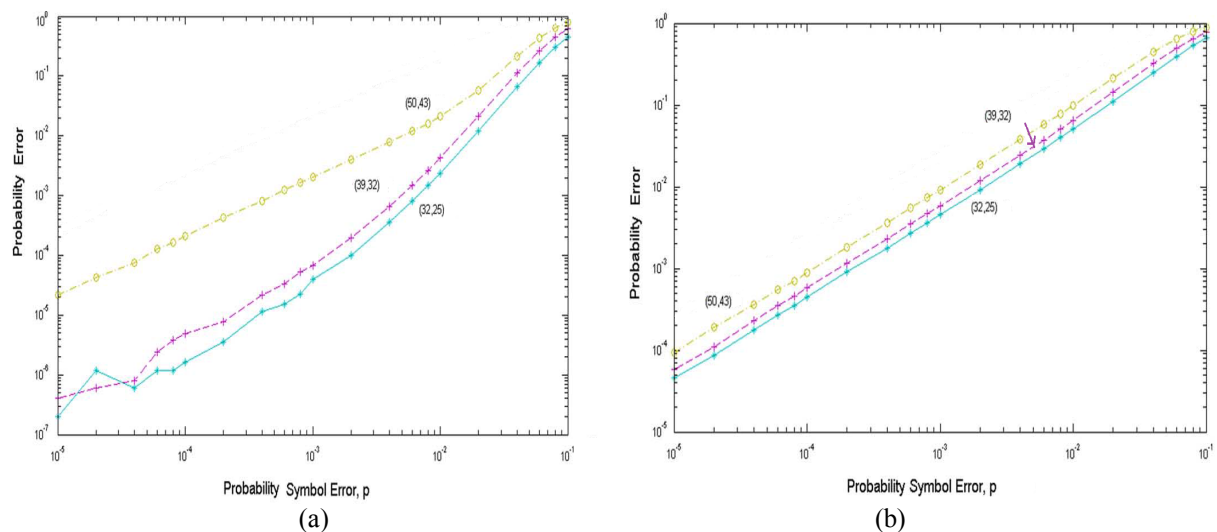 10⁰
10⁻¹
10⁻²
10⁻³
10⁻⁴
10⁻⁵
10⁻⁶
10⁻⁷
Probability Error
(50,43)
(39,32)
(32,25)
10⁻⁵ 10⁻⁴ 10⁻³ 10⁻² 10⁻¹
Probability Symbol Error, p
(a)
10⁰
10⁻¹
10⁻²
10⁻³
10⁻⁴
10⁻⁵
Probability Error
(39,32)
(32,25)
(50,43)
10⁻⁵ 10⁻⁴ 10⁻³ 10⁻² 10⁻¹
Probability Symbol Error, p
(b)